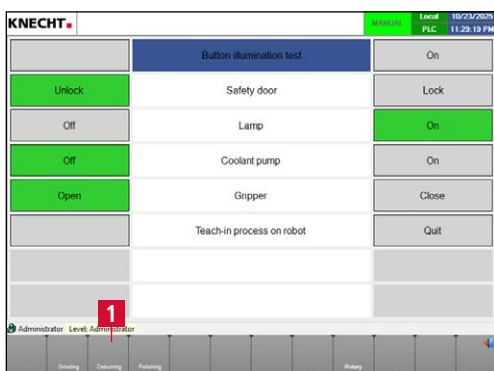 KNECHT
MANUAL
Local 10/23/2025
PLC 11:29:19 PM
Button illumination test On
Unlock Safety door Lock
Off Lamp On
Off Coolant pump On
Open Gripper Close
Teach-in process on robot Quit
1
Administrator Level: Administrator
Grinding Deburring Polishing Rotary